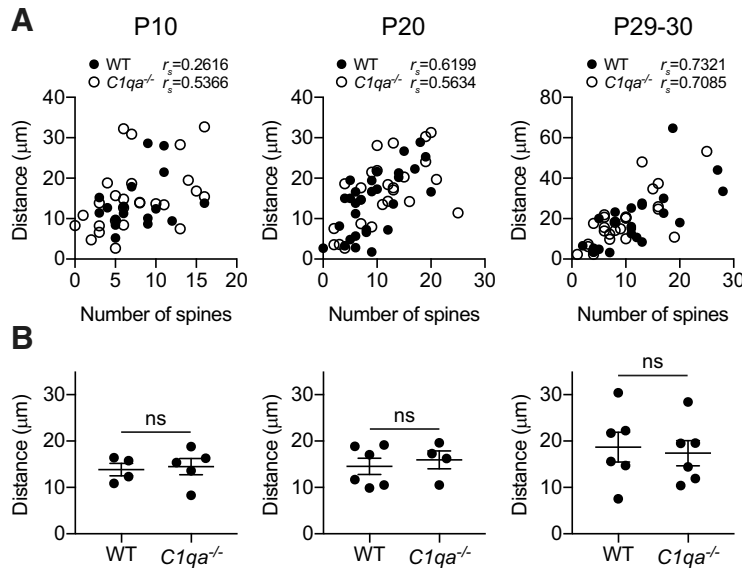 A
P10
P20
P29-30
WT r_s=0.2616
C1qa-/- r_s=0.5366
WT r_s=0.6199
C1qa-/- r_s=0.5634
WT r_s=0.7321
C1qa-/- r_s=0.7085
Distance (μm)
40
30
20
10
0
0 5 10 15 20
Number of spines
Distance (μm)
40
30
20
10
0
0 10 20 30
Number of spines
Distance (μm)
80
60
40
20
0
0 10 20 30
Number of spines
B
Distance (μm)
30
20
10
0
ns
WT C1qa-/-
Distance (μm)
30
20
10
0
ns
WT C1qa-/-
Distance (μm)
30
20
10
0
ns
WT C1qa-/-